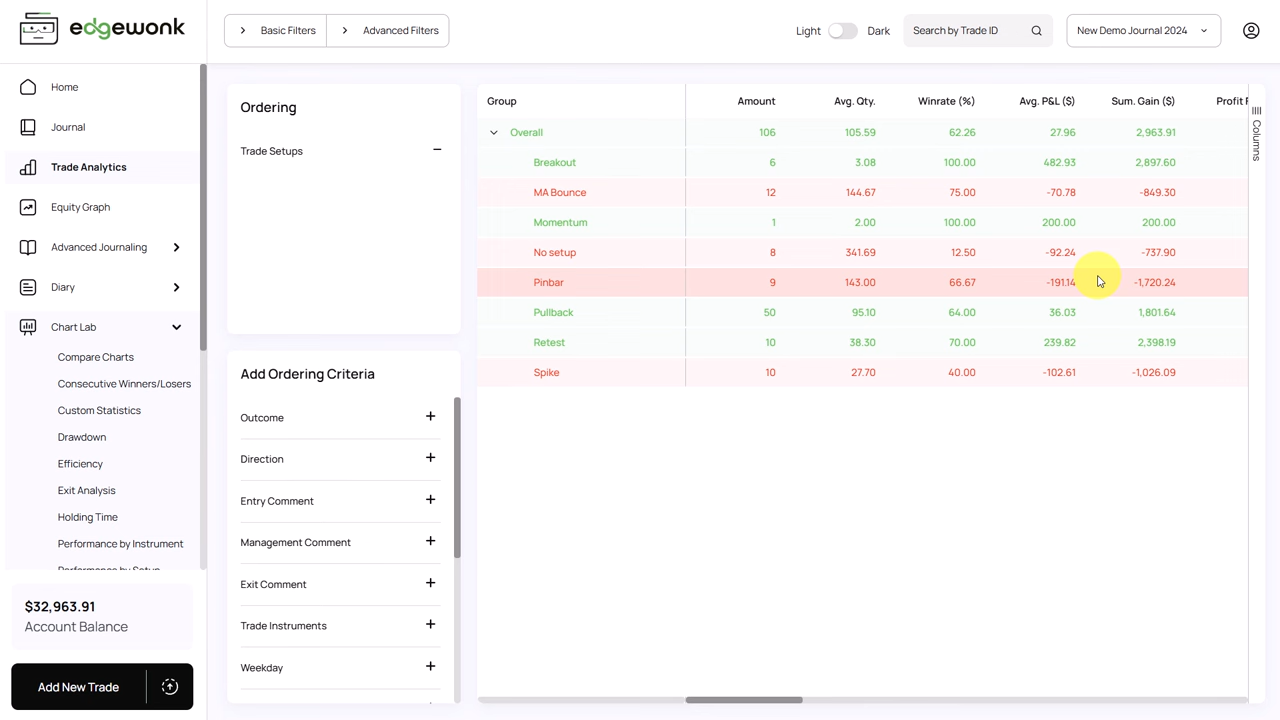 edgewonk
Basic Filters
Advanced Filters
Light
Dark
Search by Trade ID
New Demo Journal 2024
Home
Journal
Trade Analytics
Equity Graph
Advanced Journaling
Diary
Chart Lab
Compare Charts
Consecutive Winners/Losers
Custom Statistics
Drawdown
Efficiency
Exit Analysis
Holding Time
Performance by Instrument
Performance by Setup
$32,963.91
Account Balance
Add New Trade
Ordering
Trade Setups
Add Ordering Criteria
Outcome
Direction
Entry Comment
Management Comment
Exit Comment
Trade Instruments
Weekday
Group Amount Avg. Qty. Winrate (%) Avg. P&L ($) Sum. Gain ($) Profit
Overall 106 105.59 62.26 27.96 2,963.91
Breakout 6 3.08 100.00 482.93 2,897.60
MA Bounce 12 144.67 75.00 -70.78 -849.30
Momentum 1 2.00 100.00 200.00 200.00
No setup 8 341.69 12.50 -92.24 -737.90
Pinbar 9 143.00 66.67 -191.14 -1,720.24
Pullback 50 95.10 64.00 36.03 1,801.64
Retest 10 38.30 70.00 239.82 2,398.19
Spike 10 27.70 40.00 -102.61 -1,026.09
Columns